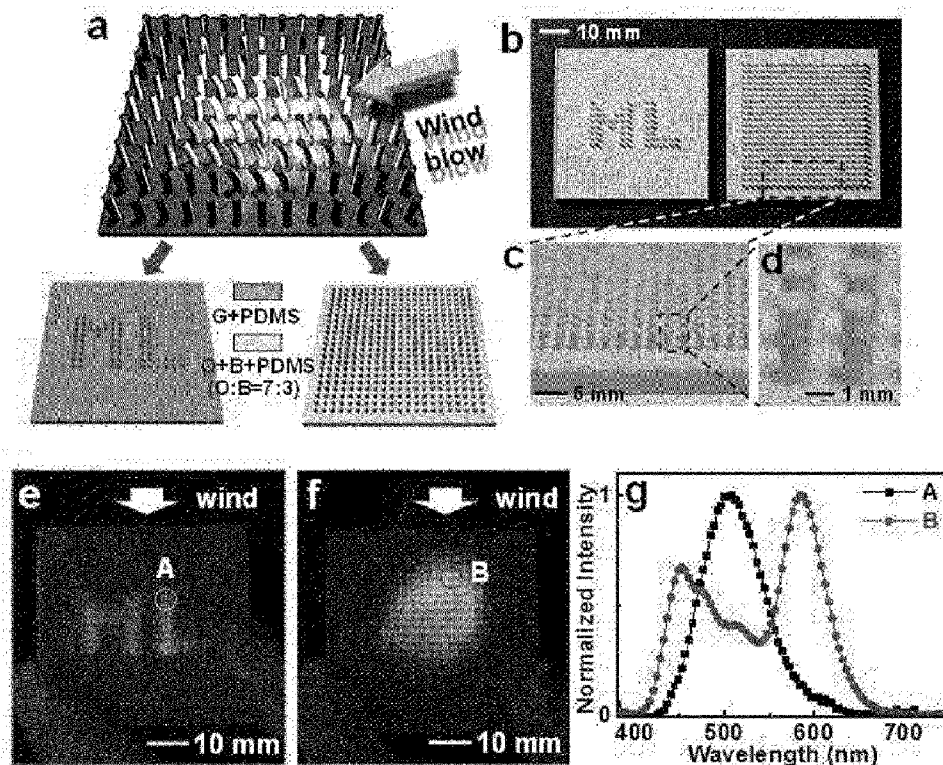 a
Wind
blow
G+PDMS
O+B+PDMS
(O:B=7:3)
b
10 mm
c
6 mm
d
1 mm
e
wind
A
10 mm
f
wind
B
10 mm
g
A
B
1
0
Normalized Intensity
400 500 600 700
Wavelength (nm)